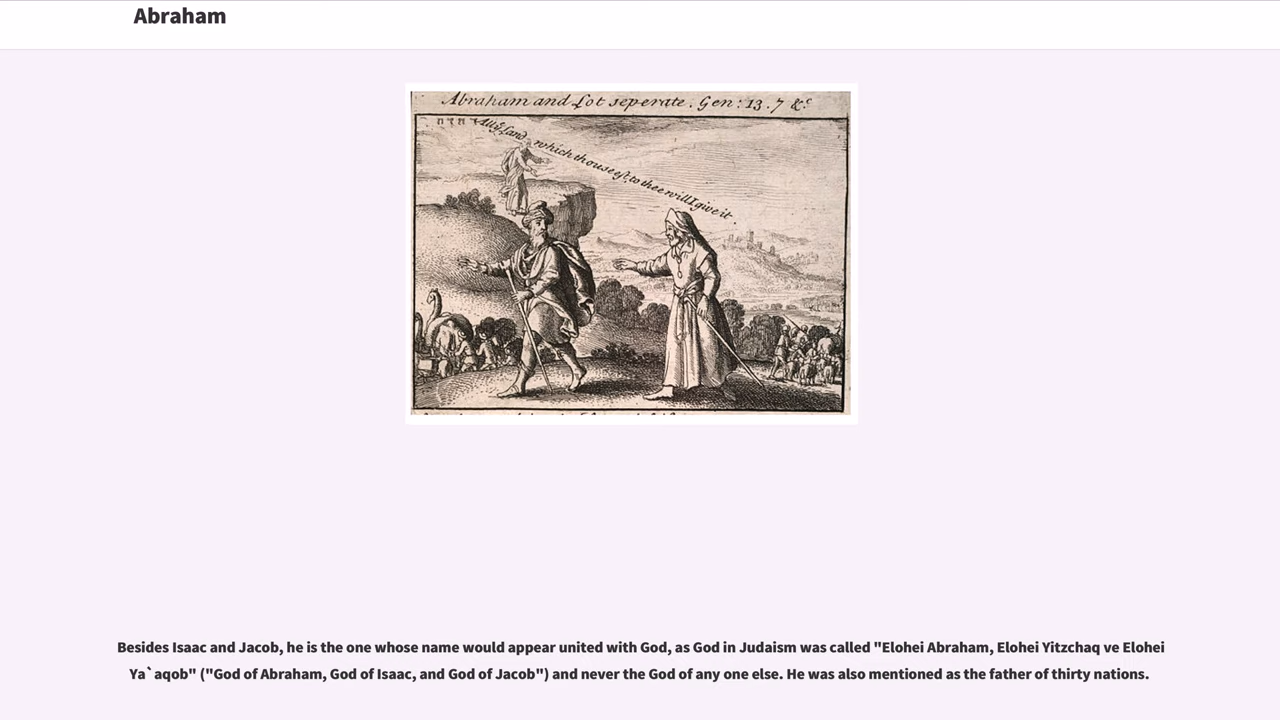 Abraham
Abraham and Lot seperate. Gen: 13. 7 &c
All yͤ Land which thou seest, to thee will I give it.
Besides Isaac and Jacob, he is the one whose name would appear united with God, as God in Judaism was called "Elohei Abraham, Elohei Yitzchaq ve Elohei
Ya`aqob" ("God of Abraham, God of Isaac, and God of Jacob") and never the God of any one else. He was also mentioned as the father of thirty nations.